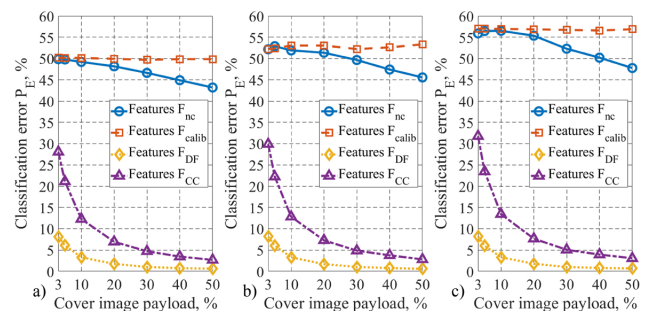 Classification error P_E, %
65
60
55
50
45
40
35
30
25
20
15
10
5
0
Features F_nc
Features F_calib
Features F_DF
Features F_CC
3 10 20 30 40 50
a) Cover image payload, %
Classification error P_E, %
65
60
55
50
45
40
35
30
25
20
15
10
5
0
Features F_nc
Features F_calib
Features F_DF
Features F_CC
3 10 20 30 40 50
b) Cover image payload, %
Classification error P_E, %
60
55
50
45
40
35
30
25
20
15
10
5
0
Features F_nc
Features F_calib
Features F_DF
Features F_CC
3 10 20 30 40 50
c) Cover image payload, %